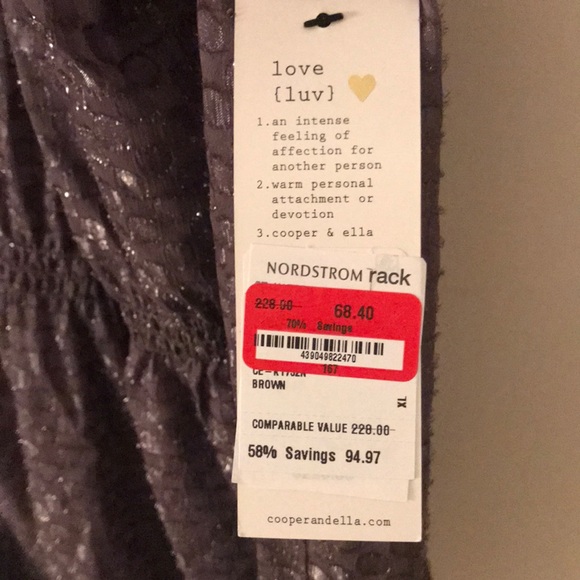 love
{luv}
1.an intense
feeling of
affection for
another person
2.warm personal
attachment or
devotion
3.cooper & ella
NORDSTROM rack
228.00 68.40
70% Savings
439049822470
167
BROWN
XL
COMPARABLE VALUE 228.00
58% Savings 94.97
cooperandella.com